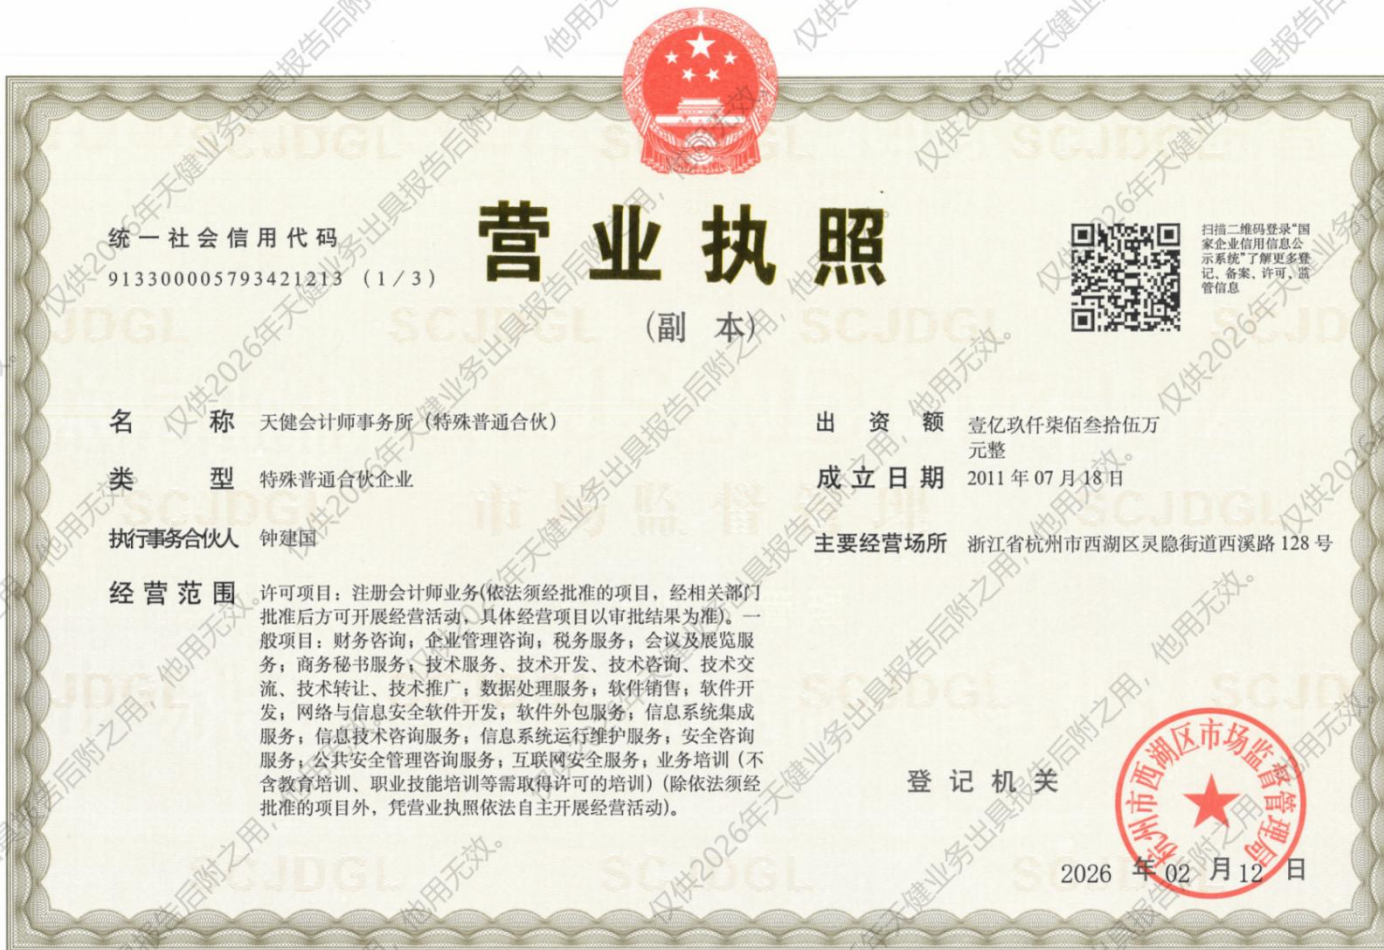 营业执照
(副 本)
统一社会信用代码
913300005793421213 (1/3)
扫描二维码登录“国
家企业信用信息公
示系统”了解更多登
记、备案、许可、监
管信息
名 称 天健会计师事务所（特殊普通合伙）
类 型 特殊普通合伙企业
执行事务合伙人 钟建国
经营范围 许可项目：注册会计师业务(依法须经批准的项目，经相关部门
批准后方可开展经营活动，具体经营项目以审批结果为准)。一
般项目：财务咨询；企业管理咨询；税务服务；会议及展览服
务；商务秘书服务；技术服务、技术开发、技术咨询、技术交
流、技术转让、技术推广；数据处理服务；软件销售；软件开
发；网络与信息安全软件开发；软件外包服务；信息系统集成
服务；信息技术咨询服务；信息系统运行维护服务；安全咨询
服务；公共安全管理咨询服务；互联网安全服务；业务培训（不
含教育培训、职业技能培训等需取得许可的培训）(除依法须经
批准的项目外，凭营业执照依法自主开展经营活动)。
出 资 额 壹亿玖仟柒佰叁拾伍万
元整
成立日期 2011年07月18日
主要经营场所 浙江省杭州市西湖区灵隐街道西溪路128号
登记机关
杭州市西湖区市场监督管理局
2026 年 02 月 12 日
SCJDGL
市场监督管理
仅供2026年天健业务出具报告后附之用，他用无效。